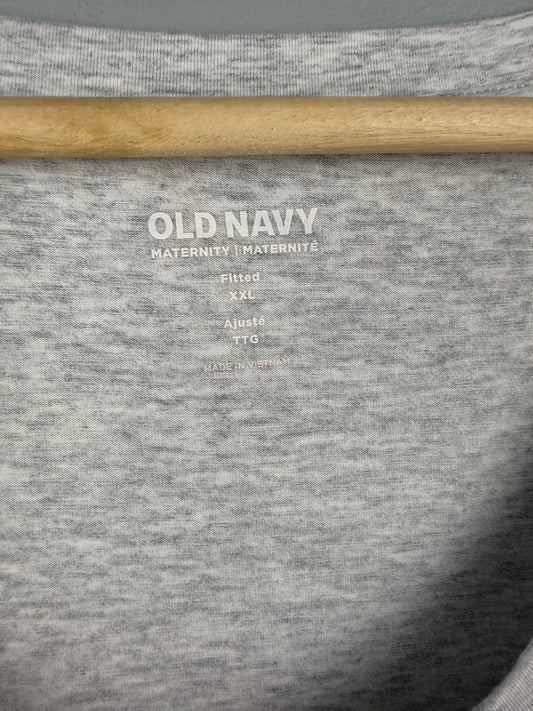 OLD NAVY
MATERNITY | MATERNITÉ
Fitted
XXL
Ajusté
TTG
MADE IN VIETNAM